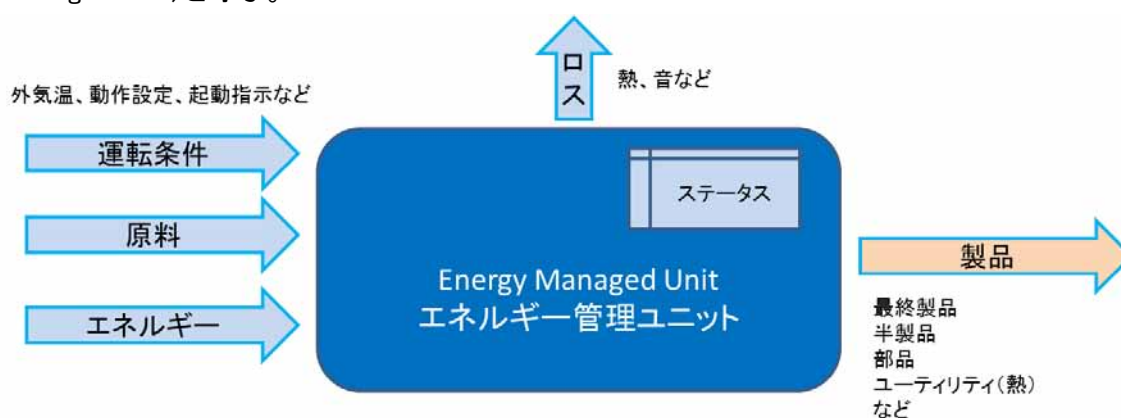 ロス
熱、音など
外気温、動作設定、起動指示など
運転条件
原料
エネルギー
ステータス
Energy Managed Unit
エネルギー管理ユニット
製品
最終製品
半製品
部品
ユーティリティ(熱)
など